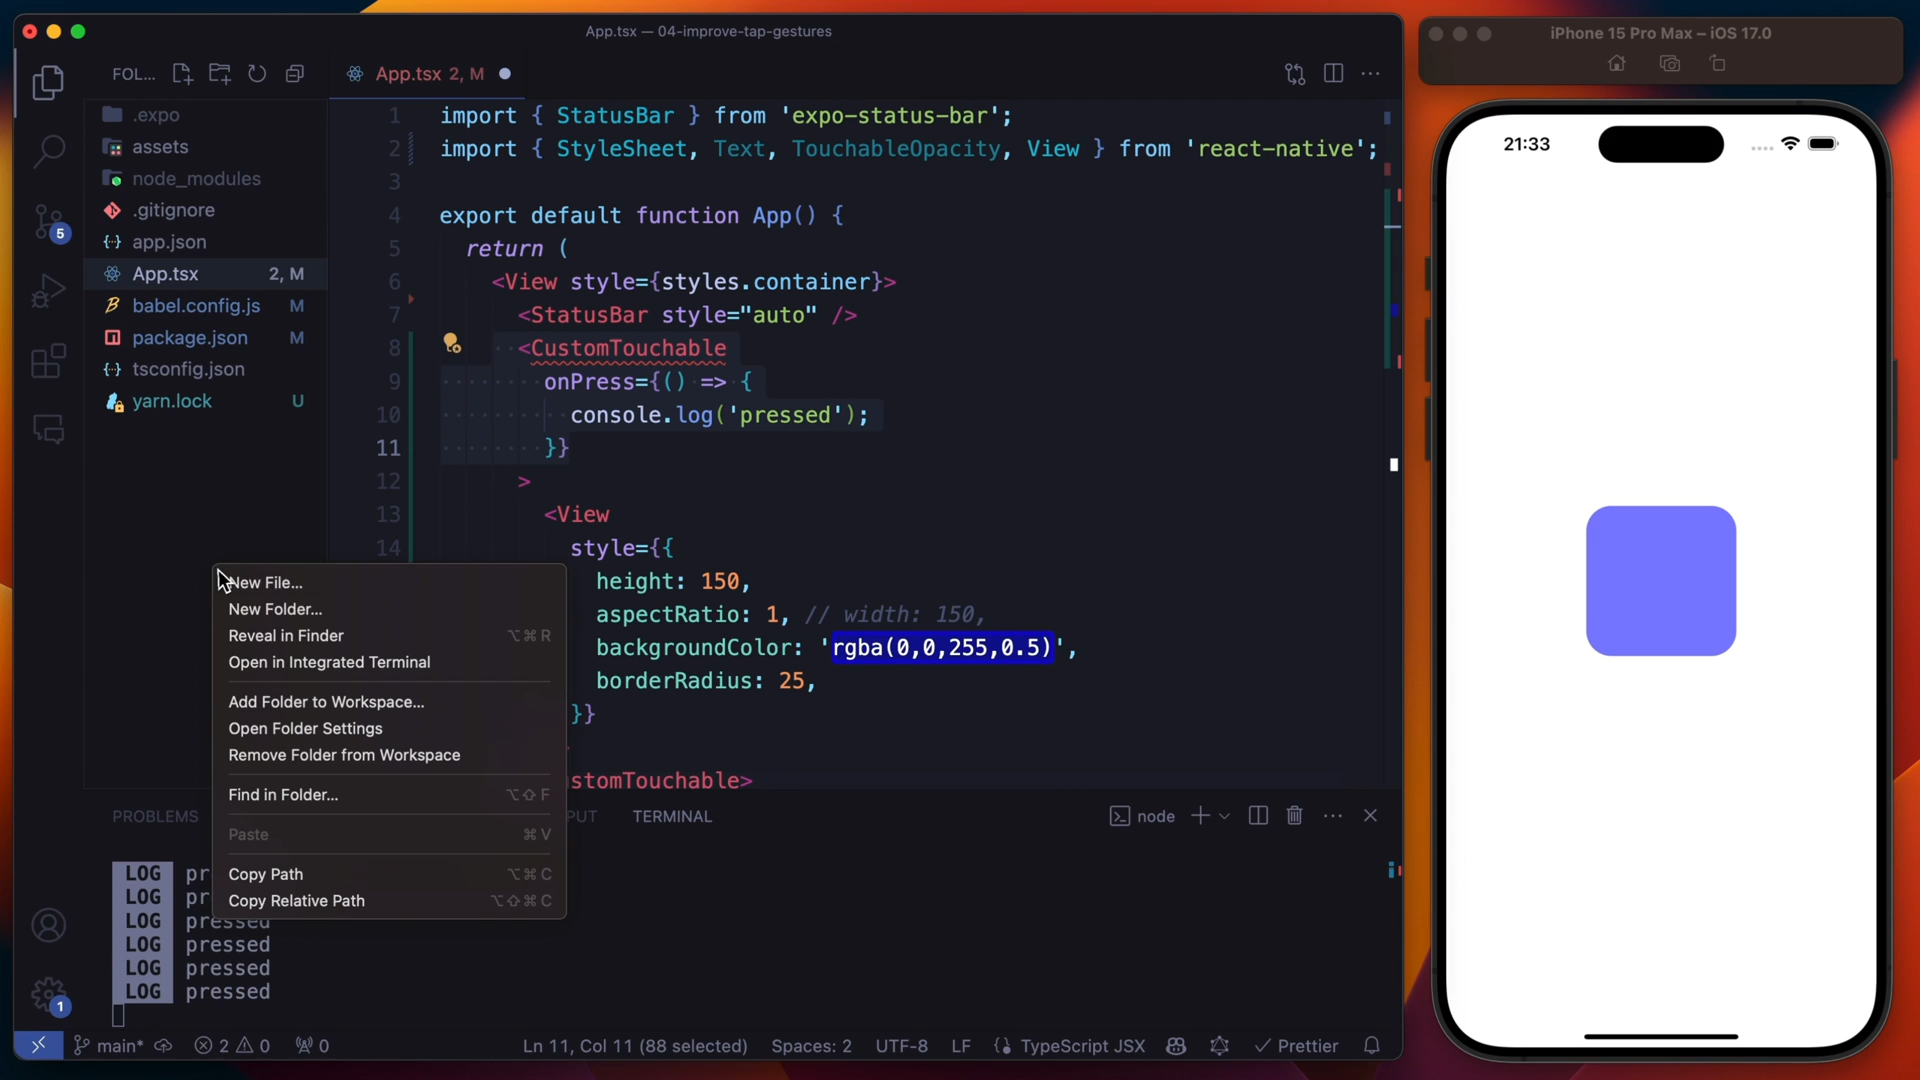 App.tsx — 04-improve-tap-gestures
FOL...
App.tsx 2, M
.expo
assets
node_modules
.gitignore
app.json
App.tsx 2, M
babel.config.js M
package.json M
tsconfig.json
yarn.lock U
5
1
1 import { StatusBar } from 'expo-status-bar';
2 import { StyleSheet, Text, TouchableOpacity, View } from 'react-native';
3
4 export default function App() {
5 return (
6 <View style={styles.container}>
7 <StatusBar style="auto" />
8 <CustomTouchable
9 onPress={() => {
10 console.log('pressed');
11 }}
12 >
13 <View
14 style={{
height: 150,
aspectRatio: 1, // width: 150,
backgroundColor: 'rgba(0,0,255,0.5)',
borderRadius: 25,
}}
stomTouchable>
New File...
New Folder...
Reveal in Finder ⌥⌘R
Open in Integrated Terminal
Add Folder to Workspace...
Open Folder Settings
Remove Folder from Workspace
Find in Folder... ⌥⇧F
Paste ⌘V
Copy Path ⌥⌘C
Copy Relative Path ⌥⇧⌘C
PROBLEMS
PUT
TERMINAL
node
LOG pr
LOG pr
LOG pressed
LOG pressed
LOG pressed
LOG pressed
main*
2
0
0
Ln 11, Col 11 (88 selected)
Spaces: 2
UTF-8
LF
TypeScript JSX
Prettier
iPhone 15 Pro Max – iOS 17.0
21:33